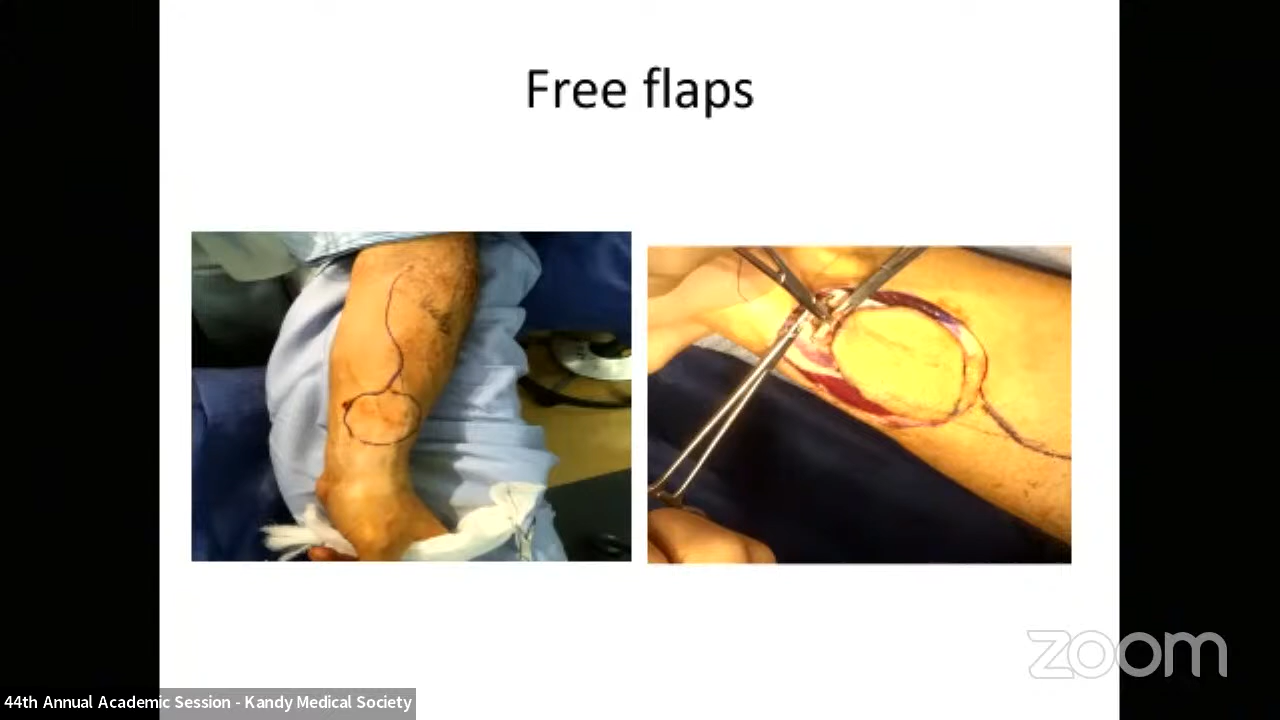 Free flaps
zoom
44th Annual Academic Session - Kandy Medical Society